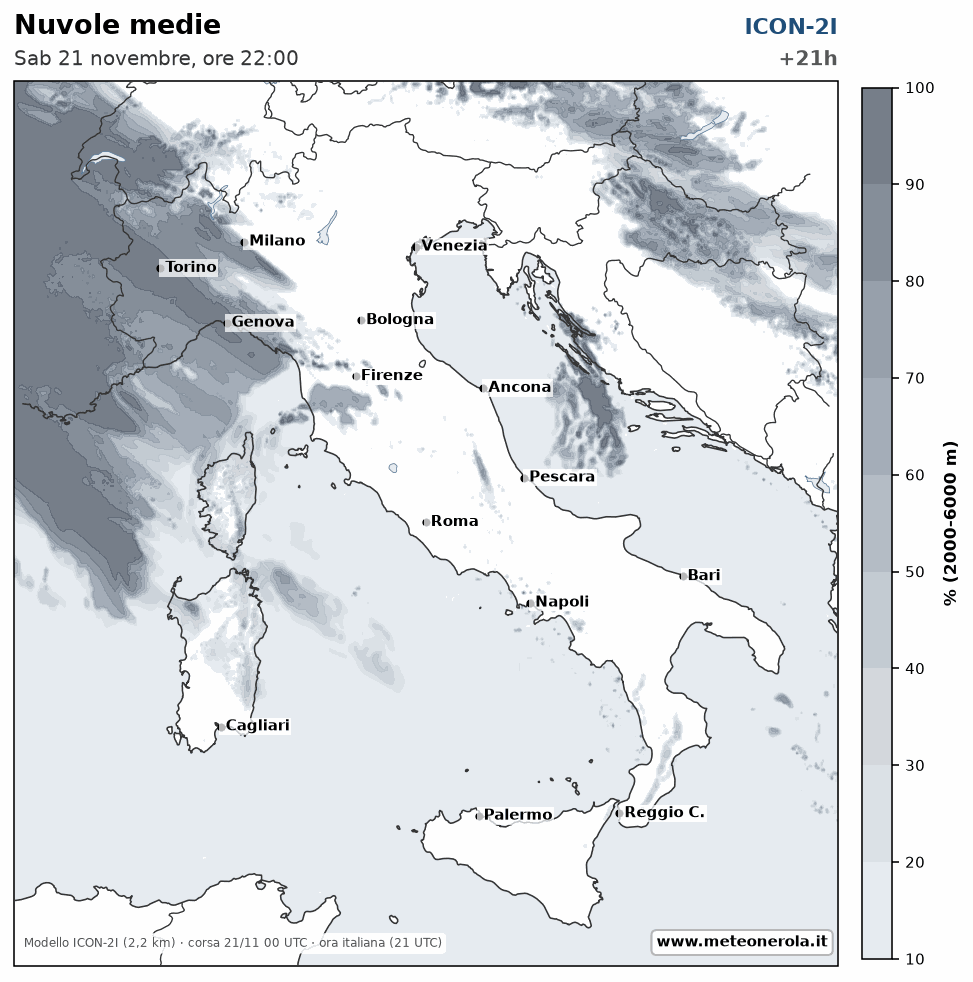 Nuvole medie
ICON-2I
Sab 21 novembre, ore 22:00
+21h
100
90
80
70
60
50
40
30
20
10
% (2000-6000 m)
Milano
Venezia
Torino
Genova
Bologna
Firenze
Ancona
Pescara
Roma
Bari
Napoli
Cagliari
Palermo
Reggio C.
Modello ICON-2I (2,2 km) · corsa 21/11 00 UTC · ora italiana (21 UTC)
www.meteonerola.it